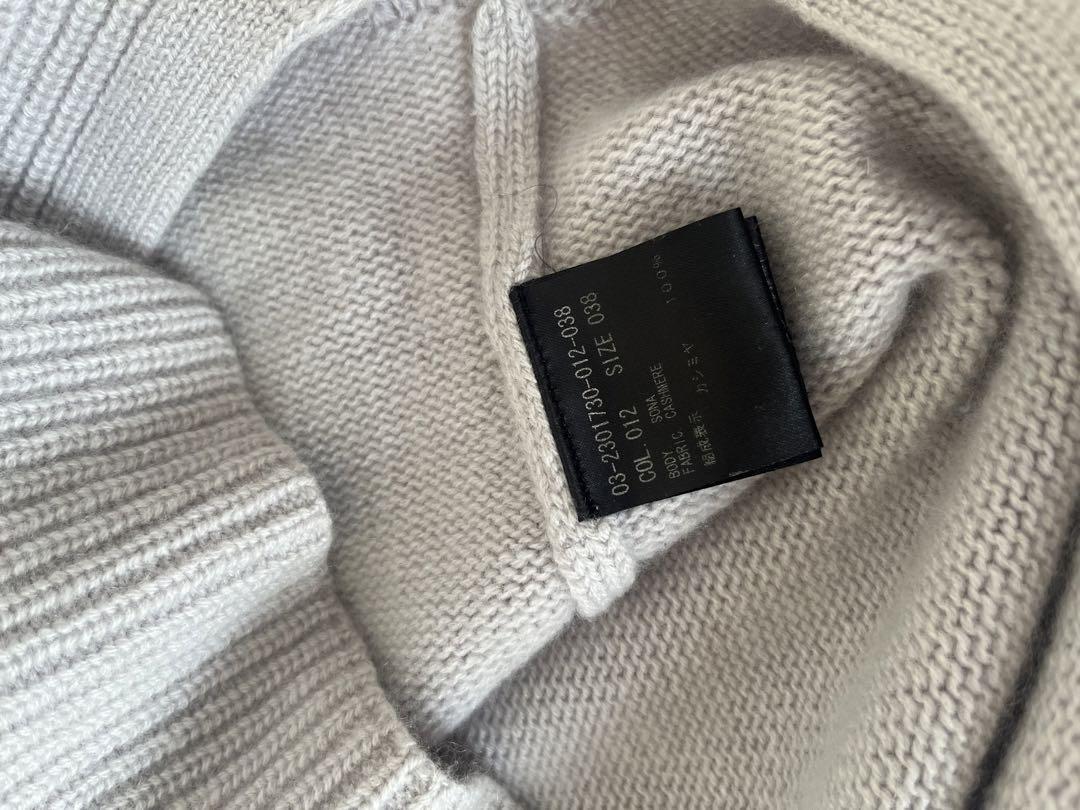 03-2301730-012-038
COL. 012 SIZE 038
BODY SONA
FABRIC CASHMERE
組成表示 カシミヤ 100%